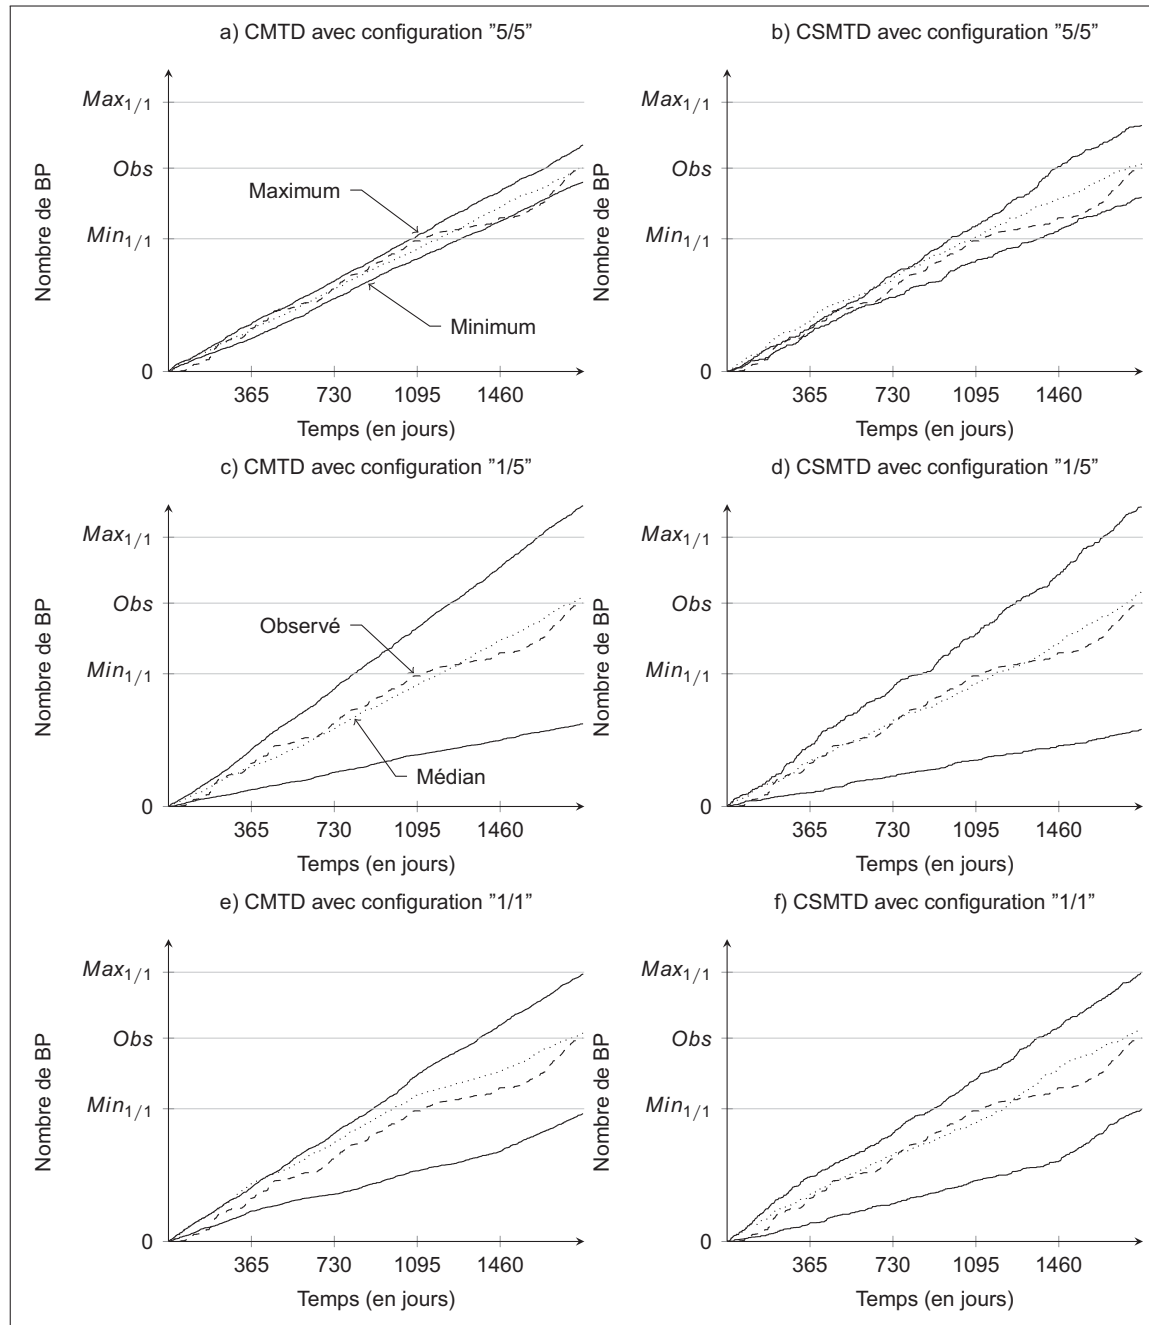 a) CMTD avec configuration ”5/5”
Nombre de BP
Max1/1
Obs
Min1/1
0
Maximum
Minimum
365 730 1095 1460
Temps (en jours)
b) CSMTD avec configuration ”5/5”
Nombre de BP
Max1/1
Obs
Min1/1
0
365 730 1095 1460
Temps (en jours)
c) CMTD avec configuration ”1/5”
Nombre de BP
Max1/1
Obs
Min1/1
0
Observé
Médian
365 730 1095 1460
Temps (en jours)
d) CSMTD avec configuration ”1/5”
Nombre de BP
Max1/1
Obs
Min1/1
0
365 730 1095 1460
Temps (en jours)
e) CMTD avec configuration ”1/1”
Nombre de BP
Max1/1
Obs
Min1/1
0
365 730 1095 1460
Temps (en jours)
f) CSMTD avec configuration ”1/1”
Nombre de BP
Max1/1
Obs
Min1/1
0
365 730 1095 1460
Temps (en jours)